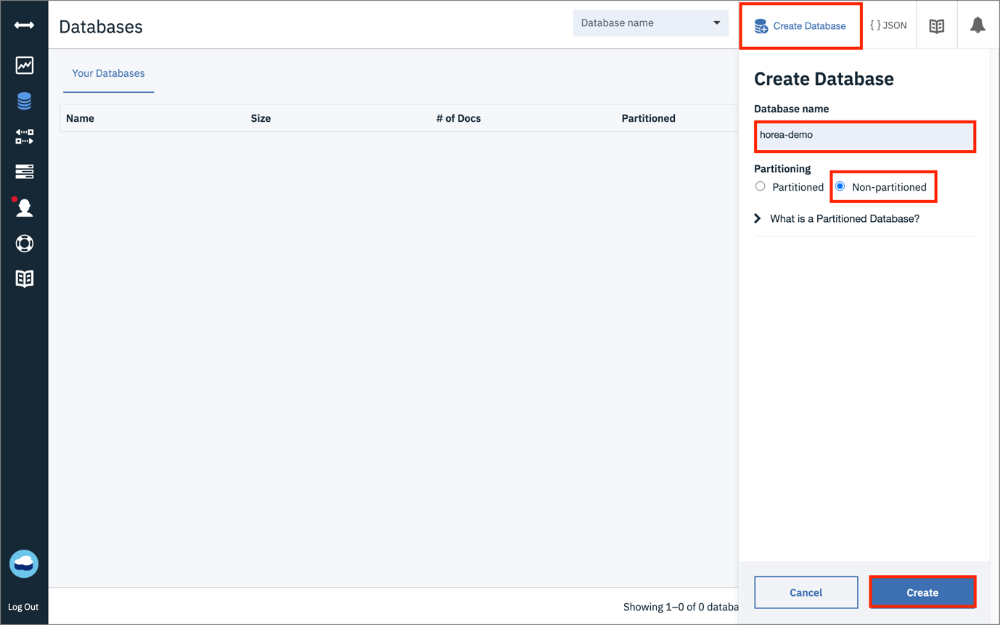 Databases
Database name
Create Database
{ } JSON
Your Databases
Name Size # of Docs Partitioned
Create Database
Database name
horea-demo
Partitioning
Partitioned Non-partitioned
What is a Partitioned Database?
Log Out
Showing 1–0 of 0 databa
Cancel
Create